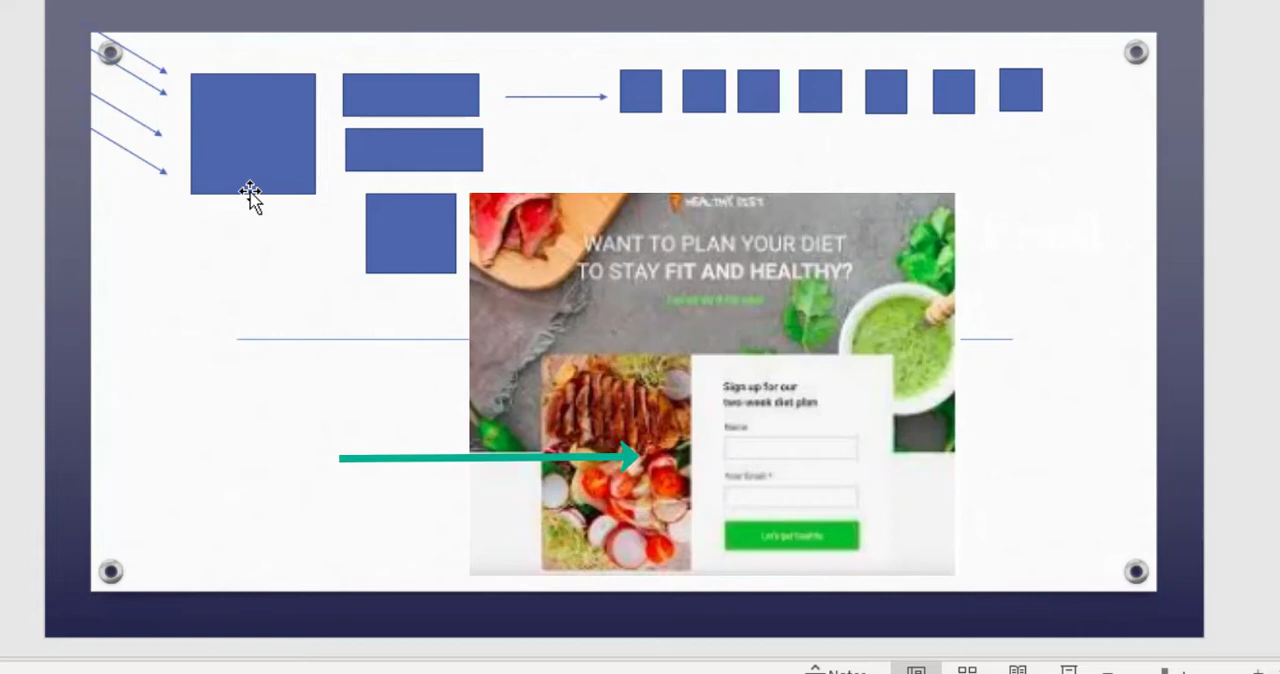 HEALTHY DIET
WANT TO PLAN YOUR DIET
TO STAY FIT AND HEALTHY?
Sign up for our
two-week diet plan
Name
Your Email *
Let's get healthy
Notes